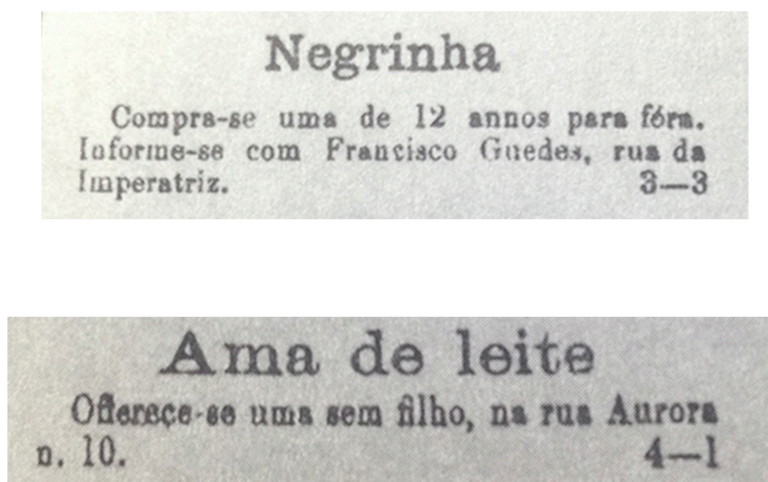 Negrinha
Compra-se uma de 12 annos para fóra.
Informe-se com Francisco Guedes, rua da
Imperatriz. 3—3
Ama de leite
Offerece-se uma sem filho, na rua Aurora
n. 10. 4—1